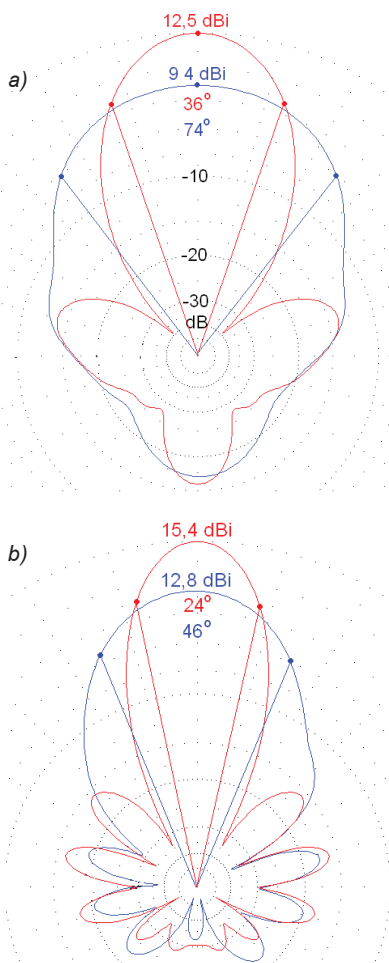 12,5 dBi
a)
9 4 dBi
36°
74°
-10
-20
-30
dB
15,4 dBi
b)
12,8 dBi
24°
46°